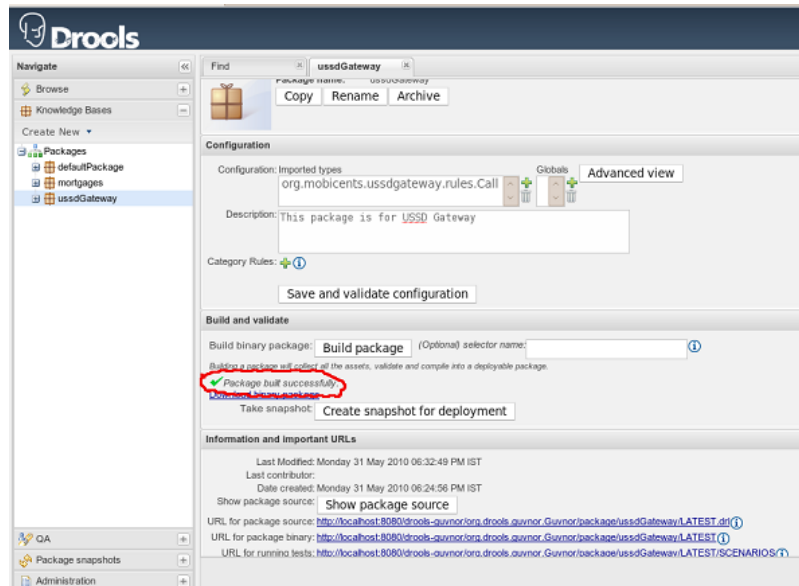 Drools
Navigate
Browse
Knowledge Bases
Create New
Packages
defaultPackage
mortgages
ussdGateway
QA
Package snapshots
Administration
Find
ussdGateway
Package name: ussdGateway
Copy Rename Archive
Configuration
Configuration: Imported types Globals
org.mobicents.ussdgateway.rules.Call
Advanced view
Description: This package is for USSD Gateway
Category Rules:
Save and validate configuration
Build and validate
Build binary package: Build package (Optional) selector name:
Building a package will collect all the assets, validate and compile into a deployable package.
Package built successfully
Download binary package
Take snapshot: Create snapshot for deployment
Information and important URLs
Last Modified: Monday 31 May 2010 06:32:49 PM IST
Last contributor:
Date created: Monday 31 May 2010 06:24:56 PM IST
Show package source: Show package source
URL for package source: http://localhost:8080/drools-guvnor/org.drools.guvnor.Guvnor/package/ussdGateway/LATEST.drl
URL for package binary: http://localhost:8080/drools-guvnor/org.drools.guvnor.Guvnor/package/ussdGateway/LATEST
URL for running tests: http://localhost:8080/drools-guvnor/org.drools.guvnor.Guvnor/package/ussdGateway/LATEST/SCENARIOS